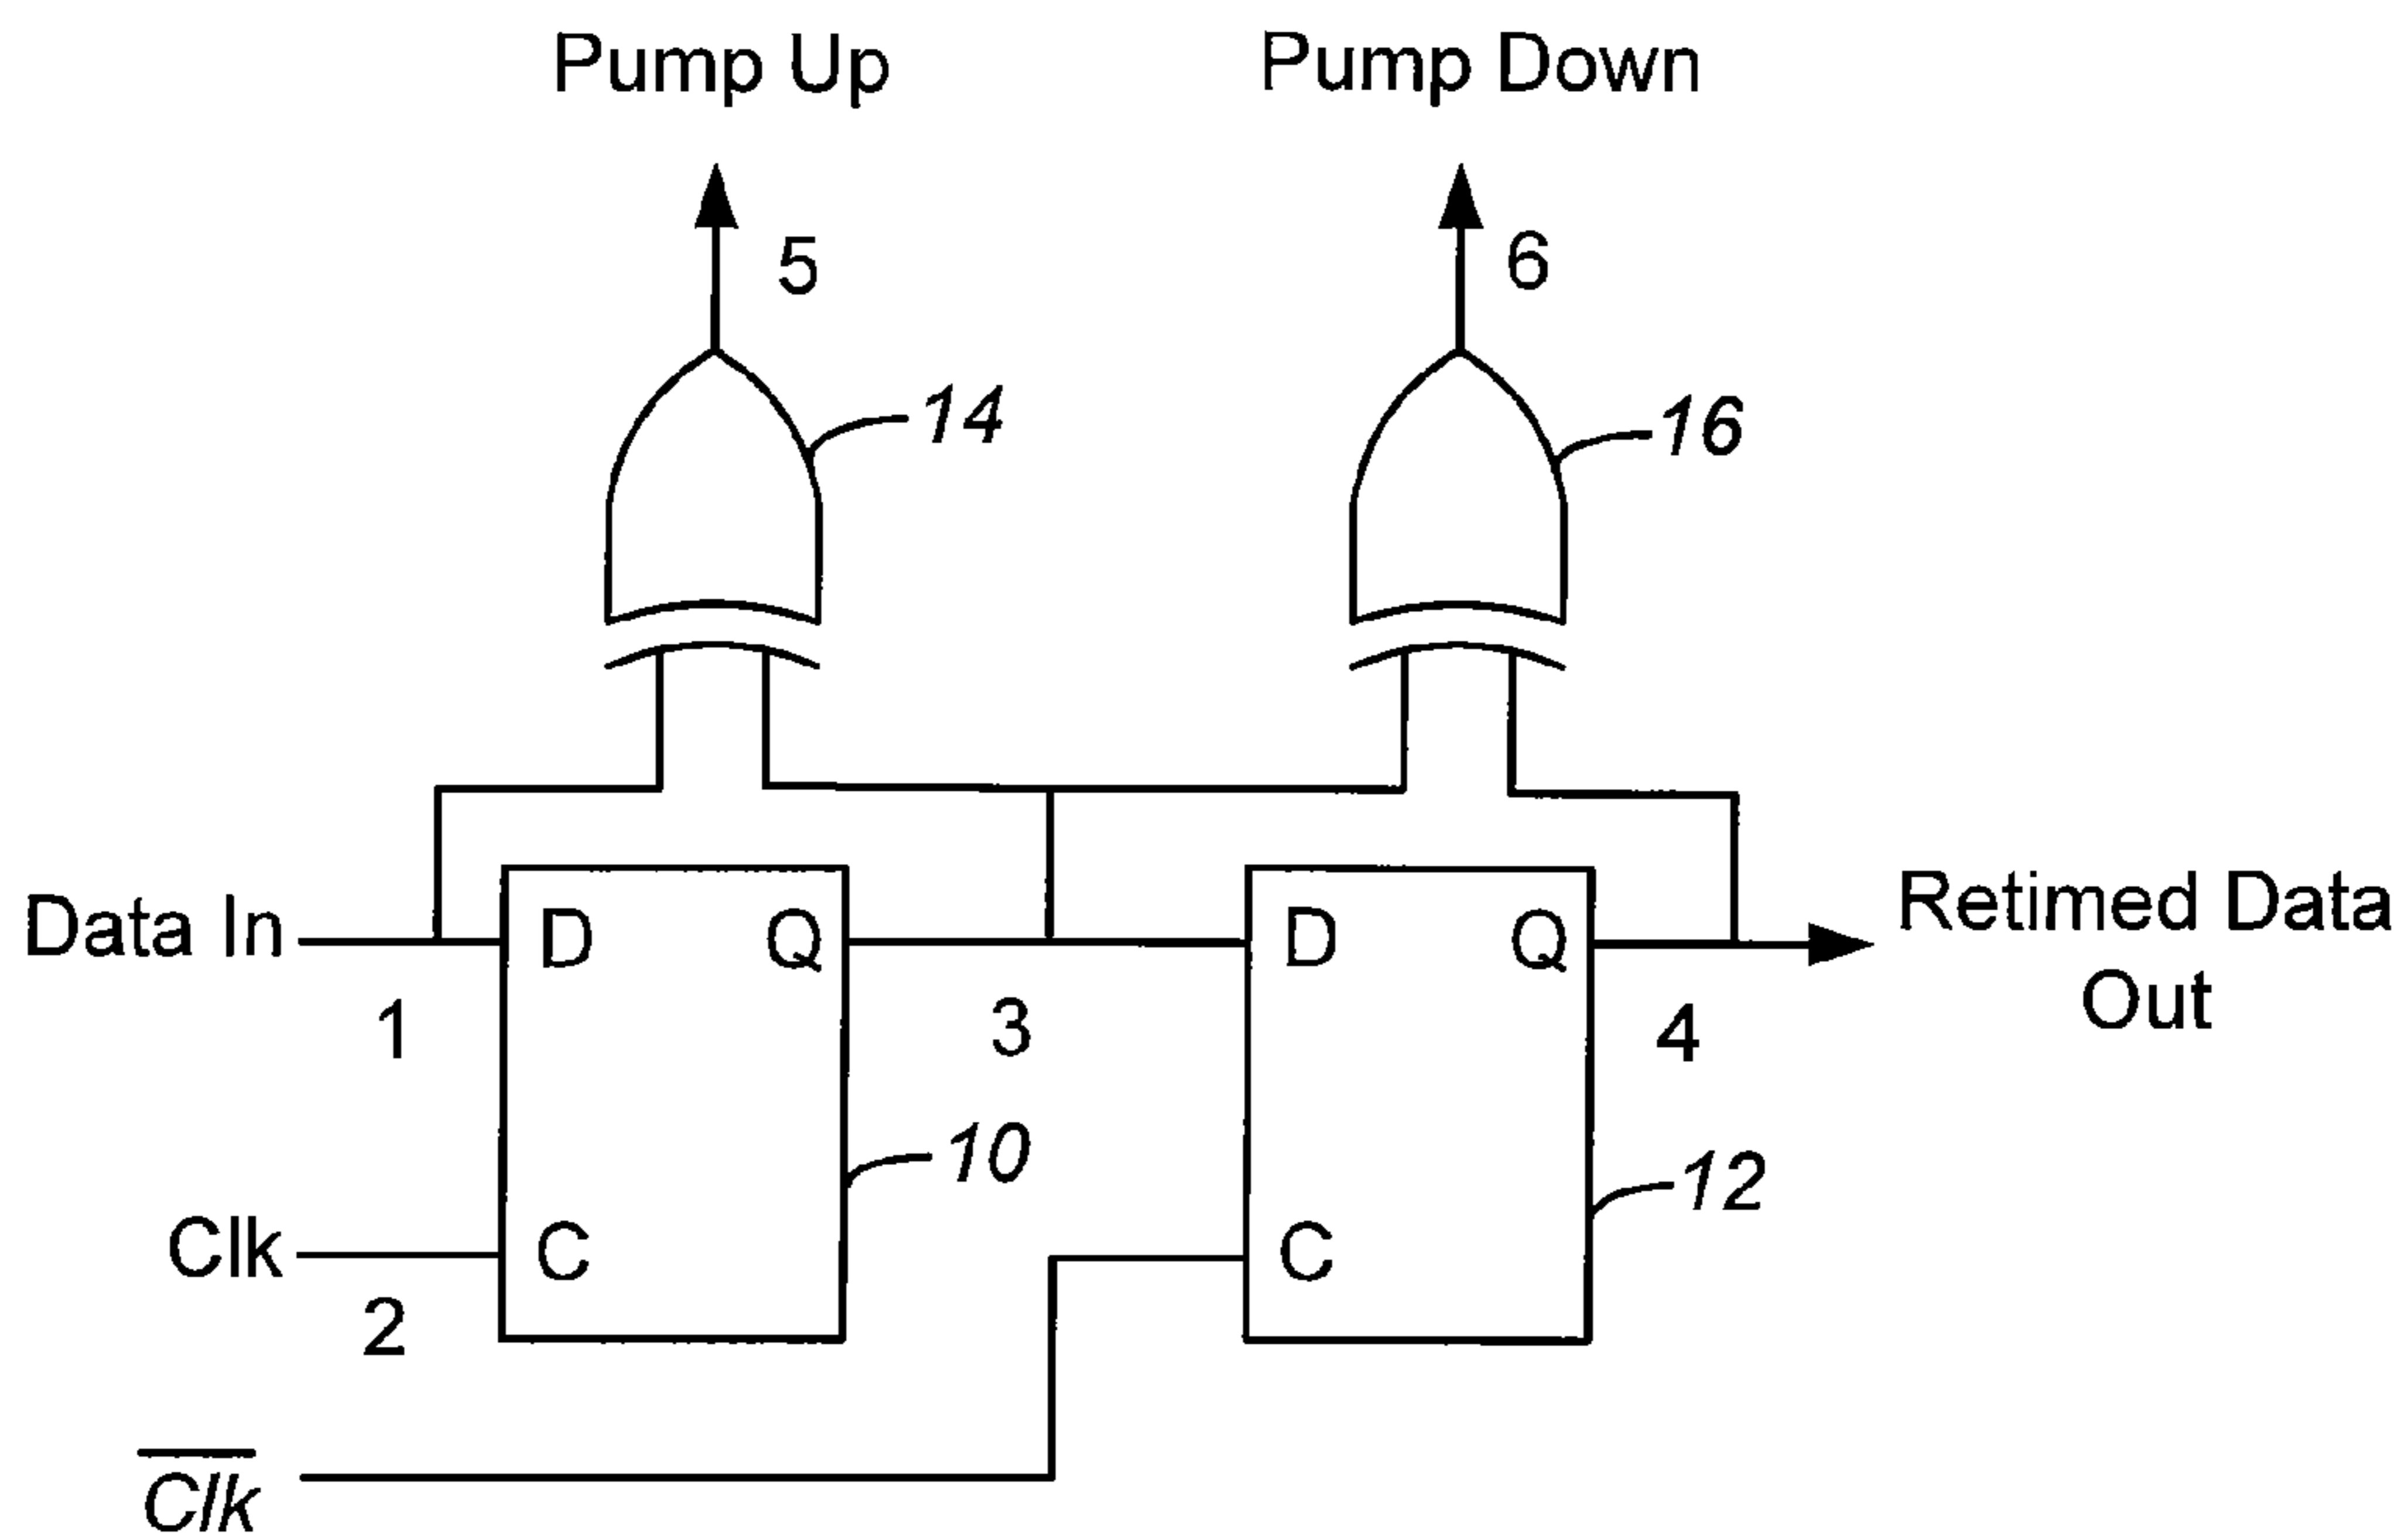 Pump Up
Pump Down
5
6
14
16
Data In
D
Q
D
Q
Retimed Data
Out
1
3
4
10
12
Clk
C
C
2
Clk